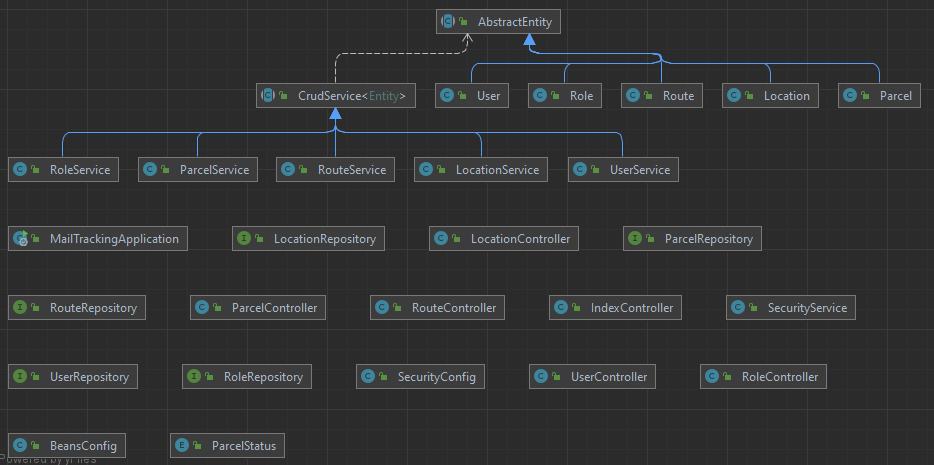 AbstractEntity
CrudService<Entity> User Role Route Location Parcel
RoleService ParcelService RouteService LocationService UserService
MailTrackingApplication LocationRepository LocationController ParcelRepository
RouteRepository ParcelController RouteController IndexController SecurityService
UserRepository RoleRepository SecurityConfig UserController RoleController
BeansConfig ParcelStatus
Powered by yFiles